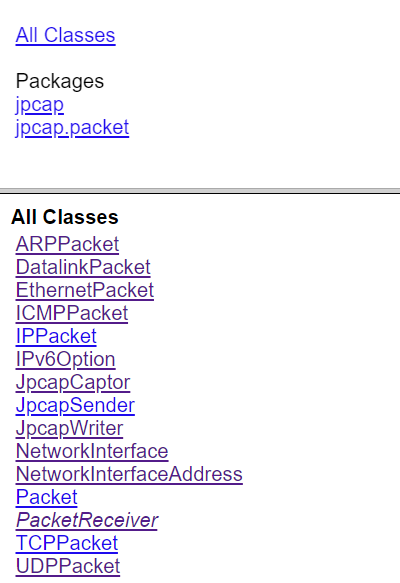 All Classes
Packages
jpcap
jpcap.packet
All Classes
ARPPacket
DatalinkPacket
EthernetPacket
ICMPPacket
IPPacket
IPv6Option
JpcapCaptor
JpcapSender
JpcapWriter
NetworkInterface
NetworkInterfaceAddress
Packet
PacketReceiver
TCPPacket
UDPPacket